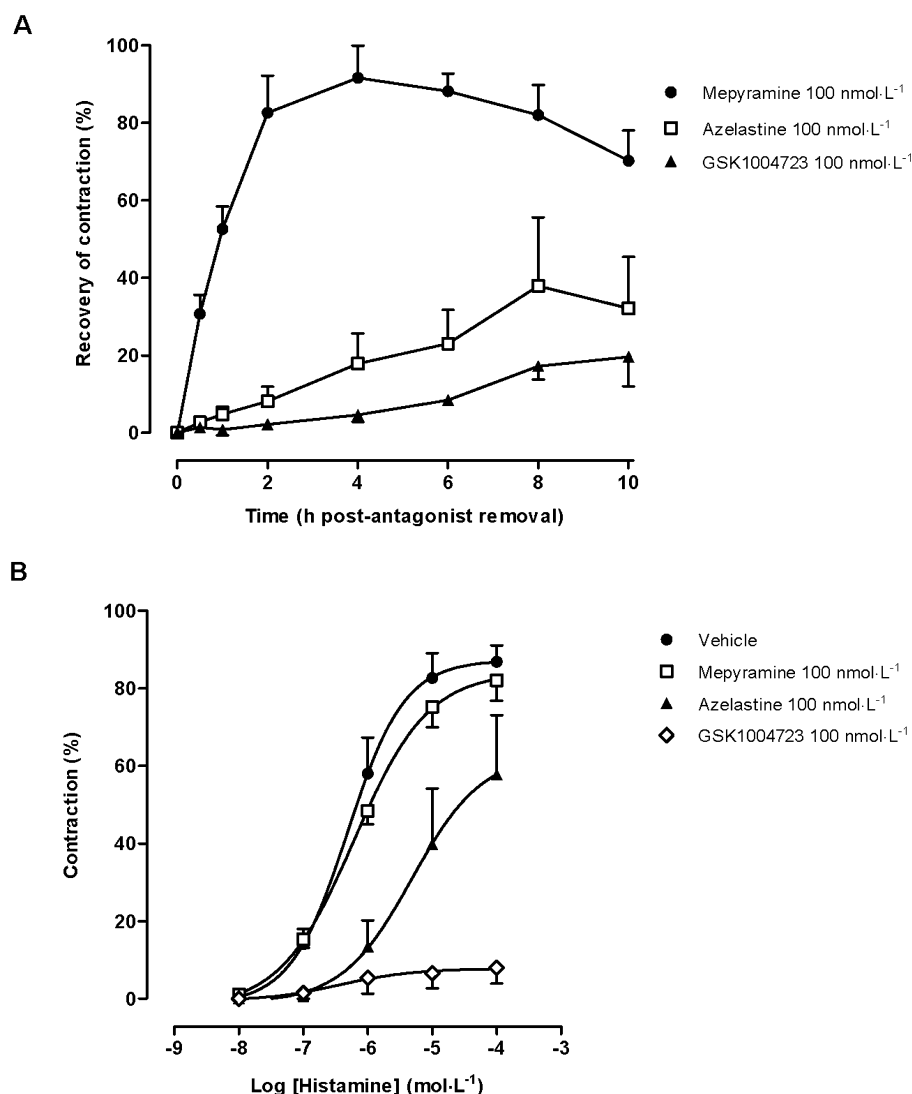 A
100
80
60
40
20
0
Recovery of contraction (%)
0 2 4 6 8 10
Time (h post-antagonist removal)
Mepyramine 100 nmol·L⁻¹
Azelastine 100 nmol·L⁻¹
GSK1004723 100 nmol·L⁻¹
B
100
80
60
40
20
0
Contraction (%)
-9 -8 -7 -6 -5 -4 -3
Log [Histamine] (mol·L⁻¹)
Vehicle
Mepyramine 100 nmol·L⁻¹
Azelastine 100 nmol·L⁻¹
GSK1004723 100 nmol·L⁻¹